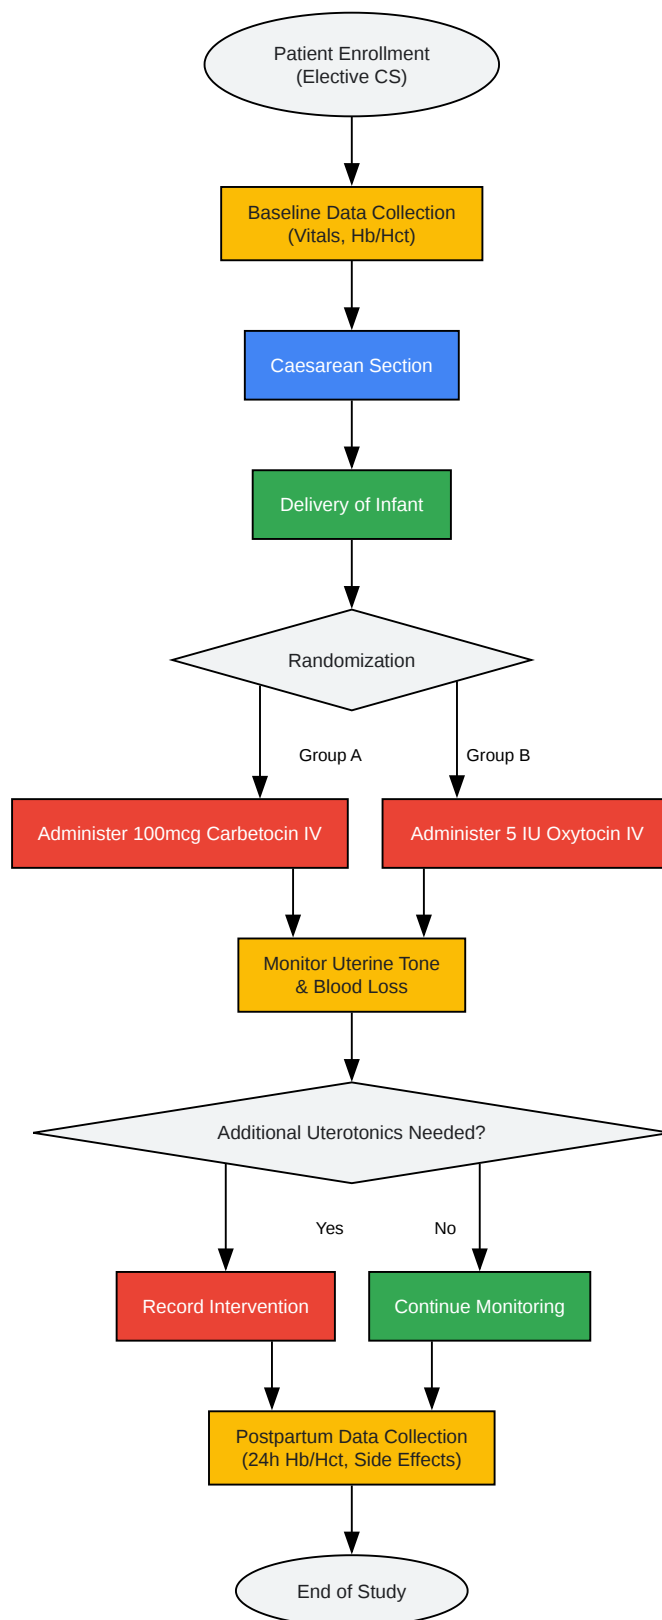 Patient Enrollment
(Elective CS)
Baseline Data Collection
(Vitals, Hb/Hct)
Caesarean Section
Delivery of Infant
Randomization
Group A
Group B
Administer 100mcg Carbetocin IV
Administer 5 IU Oxytocin IV
Monitor Uterine Tone
& Blood Loss
Additional Uterotonics Needed?
Yes
No
Record Intervention
Continue Monitoring
Postpartum Data Collection
(24h Hb/Hct, Side Effects)
End of Study